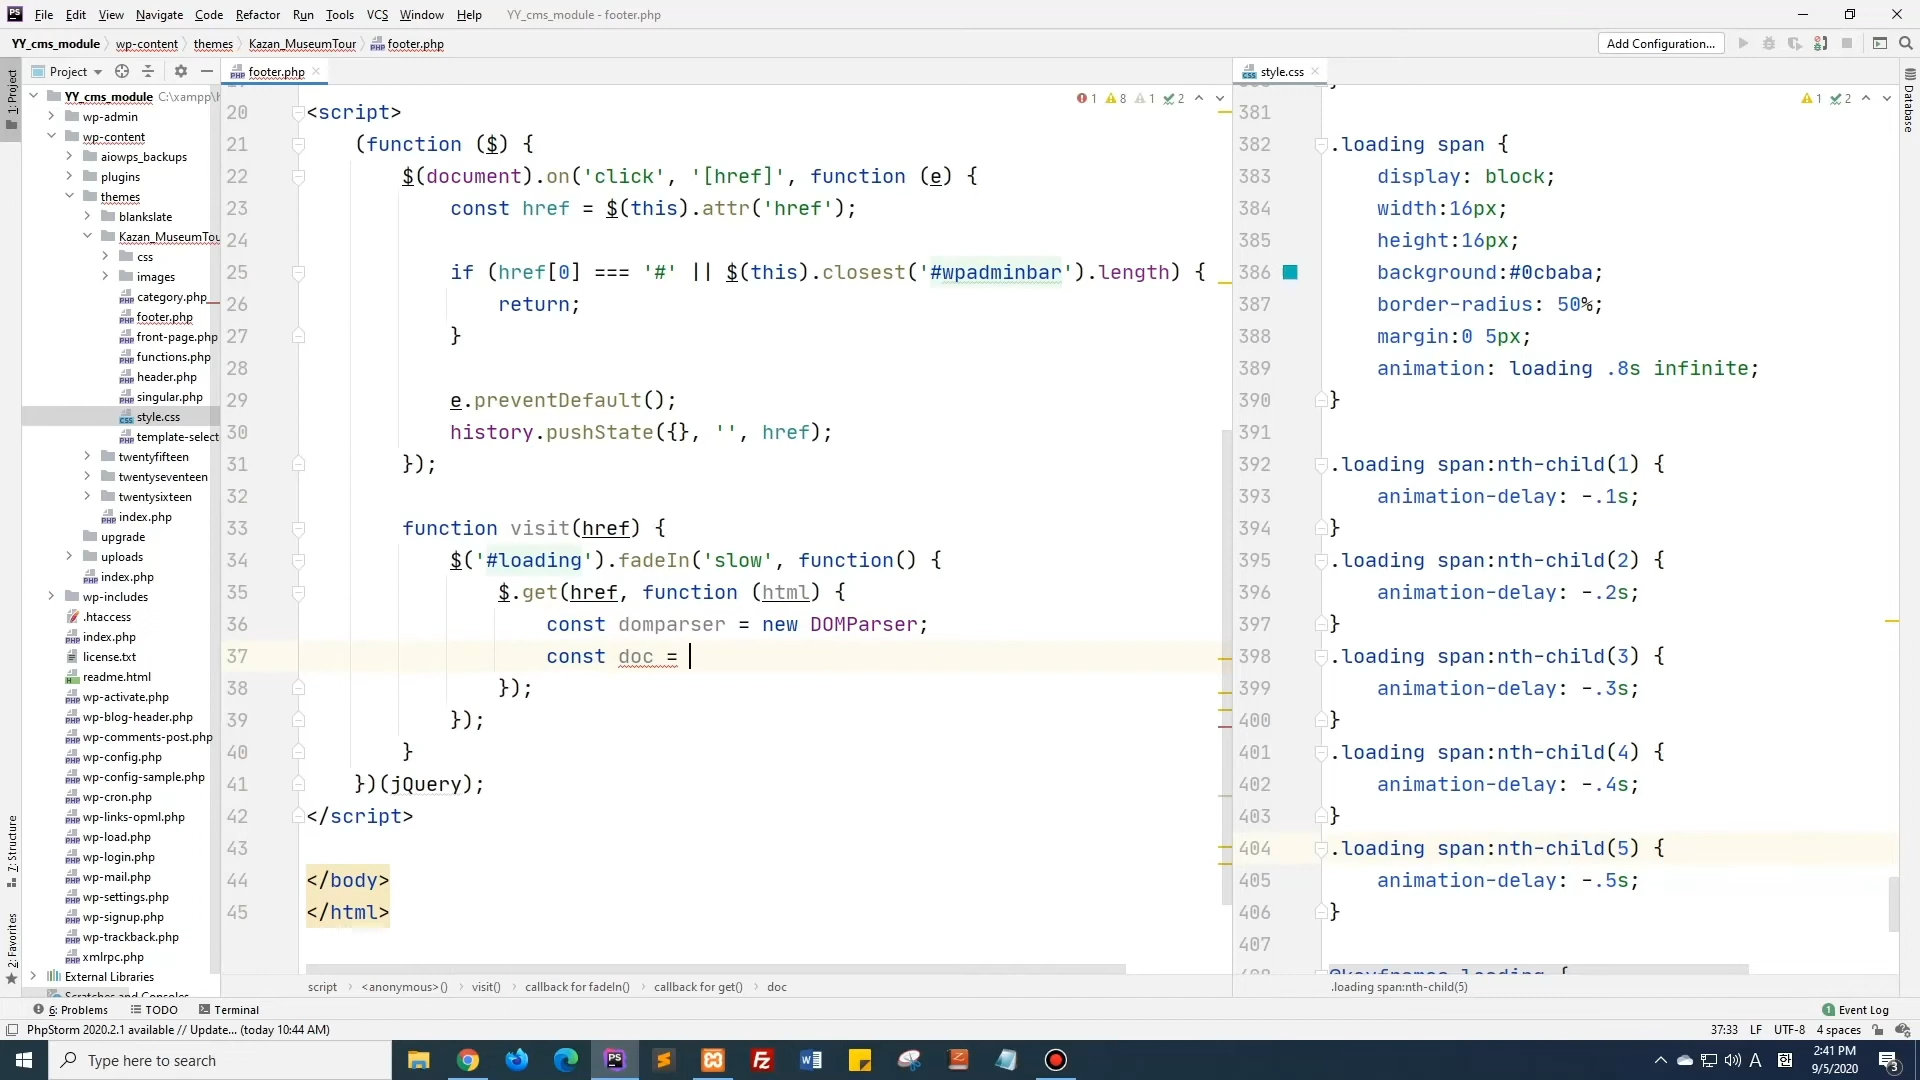 File Edit View Navigate Code Refactor Run Tools VCS Window Help YY_cms_module - footer.php
YY_cms_module wp-content themes Kazan_MuseumTour footer.php Add Configuration...
Project footer.php style.css
1: Project
YY_cms_module C:\xampp\h
wp-admin
wp-content
aiowps_backups
plugins
themes
blankslate
Kazan_MuseumTou
css
images
category.php
footer.php
front-page.php
functions.php
header.php
singular.php
style.css
template-select
twentyfifteen
twentyseventeen
twentysixteen
index.php
upgrade
uploads
index.php
wp-includes
.htaccess
index.php
license.txt
readme.html
wp-activate.php
wp-blog-header.php
wp-comments-post.php
wp-config.php
wp-config-sample.php
wp-cron.php
wp-links-opml.php
wp-load.php
wp-login.php
wp-mail.php
wp-settings.php
wp-signup.php
wp-trackback.php
xmlrpc.php
External Libraries
Scratches and Consoles
7: Structure
2: Favorites
1 8 1 2
20 <script>
21 (function ($) {
22 $(document).on('click', '[href]', function (e) {
23 const href = $(this).attr('href');
24
25 if (href[0] === '#' || $(this).closest('#wpadminbar').length) {
26 return;
27 }
28
29 e.preventDefault();
30 history.pushState({}, '', href);
31 });
32
33 function visit(href) {
34 $('#loading').fadeIn('slow', function() {
35 $.get(href, function (html) {
36 const domparser = new DOMParser;
37 const doc =
38 });
39 });
40 }
41 })(jQuery);
42 </script>
43
44 </body>
45 </html>
script <anonymous>() visit() callback for fadeIn() callback for get() doc
1 2
381
382 .loading span {
383 display: block;
384 width:16px;
385 height:16px;
386 background:#0cbaba;
387 border-radius: 50%;
388 margin:0 5px;
389 animation: loading .8s infinite;
390 }
391
392 .loading span:nth-child(1) {
393 animation-delay: -.1s;
394 }
395 .loading span:nth-child(2) {
396 animation-delay: -.2s;
397 }
398 .loading span:nth-child(3) {
399 animation-delay: -.3s;
400 }
401 .loading span:nth-child(4) {
402 animation-delay: -.4s;
403 }
404 .loading span:nth-child(5) {
405 animation-delay: -.5s;
406 }
407
408 @keyframes loading {
.loading span:nth-child(5)
Database
6: Problems TODO Terminal 1 Event Log
PhpStorm 2020.2.1 available // Update... (today 10:44 AM) 37:33 LF UTF-8 4 spaces
Type here to search
A 한 2:41 PM
9/5/2020
3